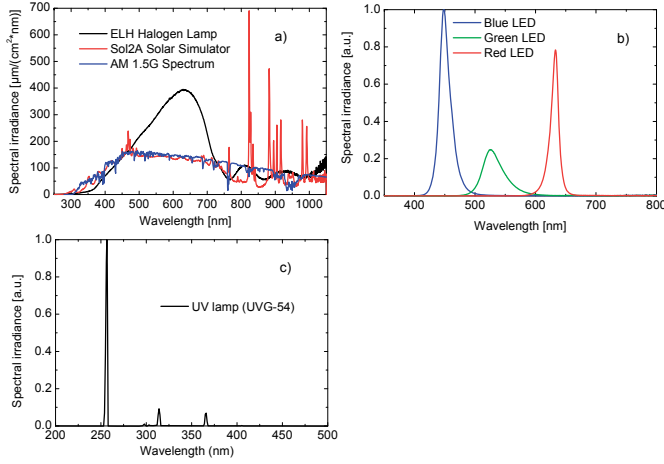 700
600
500
400
300
200
100
0
Spectral irradiance [µm/(cm²*nm)]
ELH Halogen Lamp
Sol2A Solar Simulator
AM 1.5G Spectrum
a)
300 400 500 600 700 800 900 1000
Wavelength [nm]
1.0
0.8
0.6
0.4
0.2
0.0
Spectral irradiance [a.u.]
Blue LED
Green LED
Red LED
b)
400 500 600 700 800
Wavelength [nm]
1.0
0.8
0.6
0.4
0.2
0.0
Spectral irradiance [a.u.]
c)
UV lamp (UVG-54)
200 250 300 350 400 450 500
Wavelength (nm)